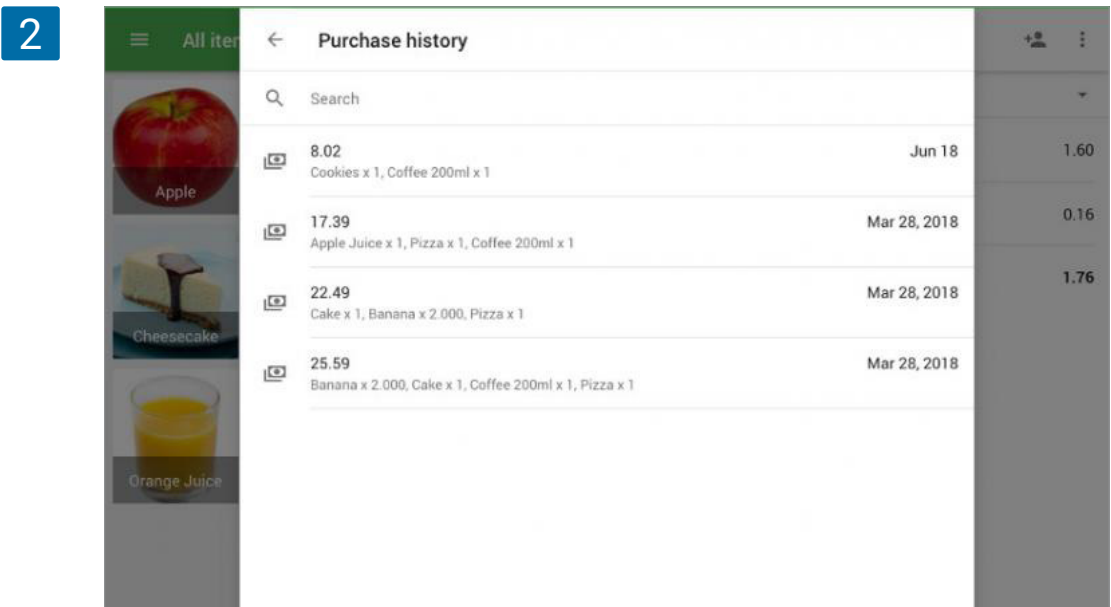 2
All iter
Purchase history
Search
8.02
Jun 18
Cookies x 1, Coffee 200ml x 1
17.39
Mar 28, 2018
Apple Juice x 1, Pizza x 1, Coffee 200ml x 1
22.49
Mar 28, 2018
Cake x 1, Banana x 2.000, Pizza x 1
25.59
Mar 28, 2018
Banana x 2.000, Cake x 1, Coffee 200ml x 1, Pizza x 1
Apple
Cheesecake
Orange Juice
1.60
0.16
1.76